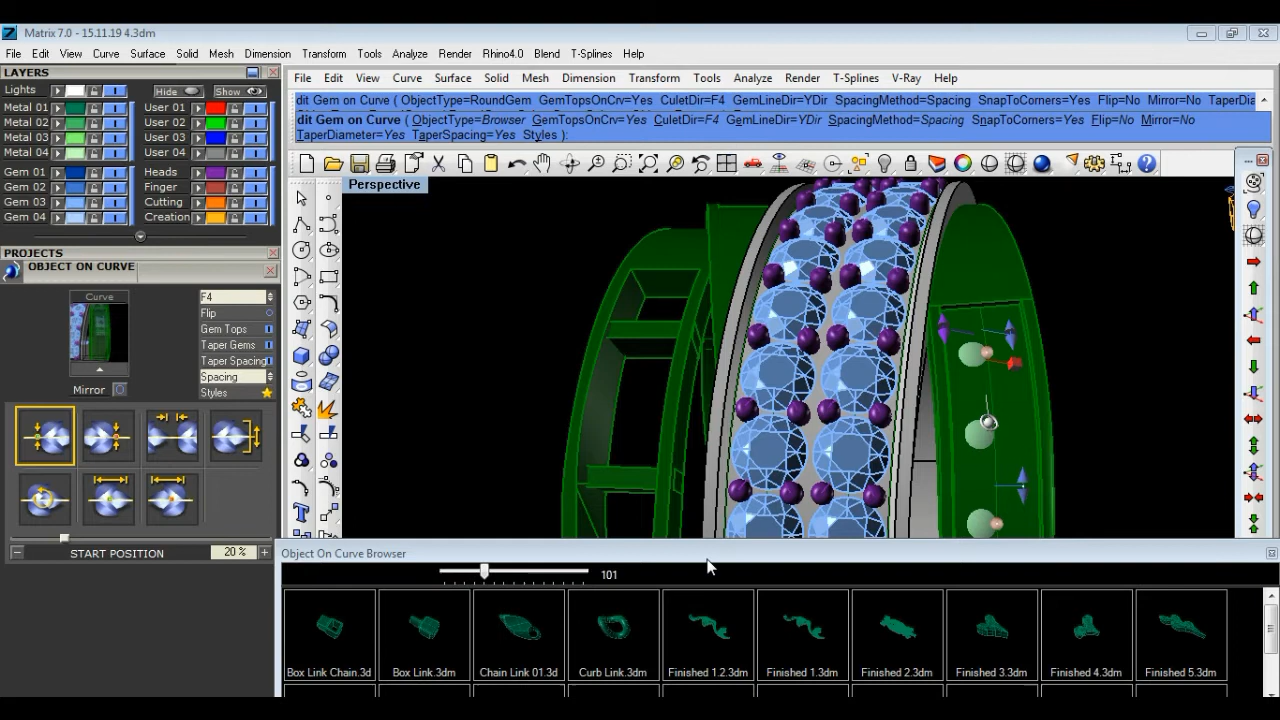 Matrix 7.0 - 15.11.19 4.3dm
File Edit View Curve Surface Solid Mesh Dimension Transform Tools Analyze Render Rhino4.0 Blend T-Splines Help
LAYERS
Lights Hide Show
Metal 01 User 01
Metal 02 User 02
Metal 03 User 03
Metal 04 User 04
Gem 01 Heads
Gem 02 Finger
Gem 03 Cutting
Gem 04 Creation
PROJECTS
OBJECT ON CURVE
Curve
F4
Flip
Gem Tops
Taper Gems
Taper Spacing
Spacing
Mirror
Styles
START POSITION 20 %
File Edit View Curve Surface Solid Mesh Dimension Transform Tools Analyze Render T-Splines V-Ray Help
dit Gem on Curve ( ObjectType=RoundGem GemTopsOnCrv=Yes CuletDir=F4 GemLineDir=YDir SpacingMethod=Spacing SnapToCorners=Yes Flip=No Mirror=No TaperDia
dit Gem on Curve ( ObjectType=Browser GemTopsOnCrv=Yes CuletDir=F4 GemLineDir=YDir SpacingMethod=Spacing SnapToCorners=Yes Flip=No Mirror=No
TaperDiameter=Yes TaperSpacing=Yes Styles ):
Perspective
Object On Curve Browser
101
Box Link Chain.3d Box Link.3dm Chain Link 01.3d Curb Link.3dm Finished 1.2.3dm Finished 1.3dm Finished 2.3dm Finished 3.3dm Finished 4.3dm Finished 5.3dm